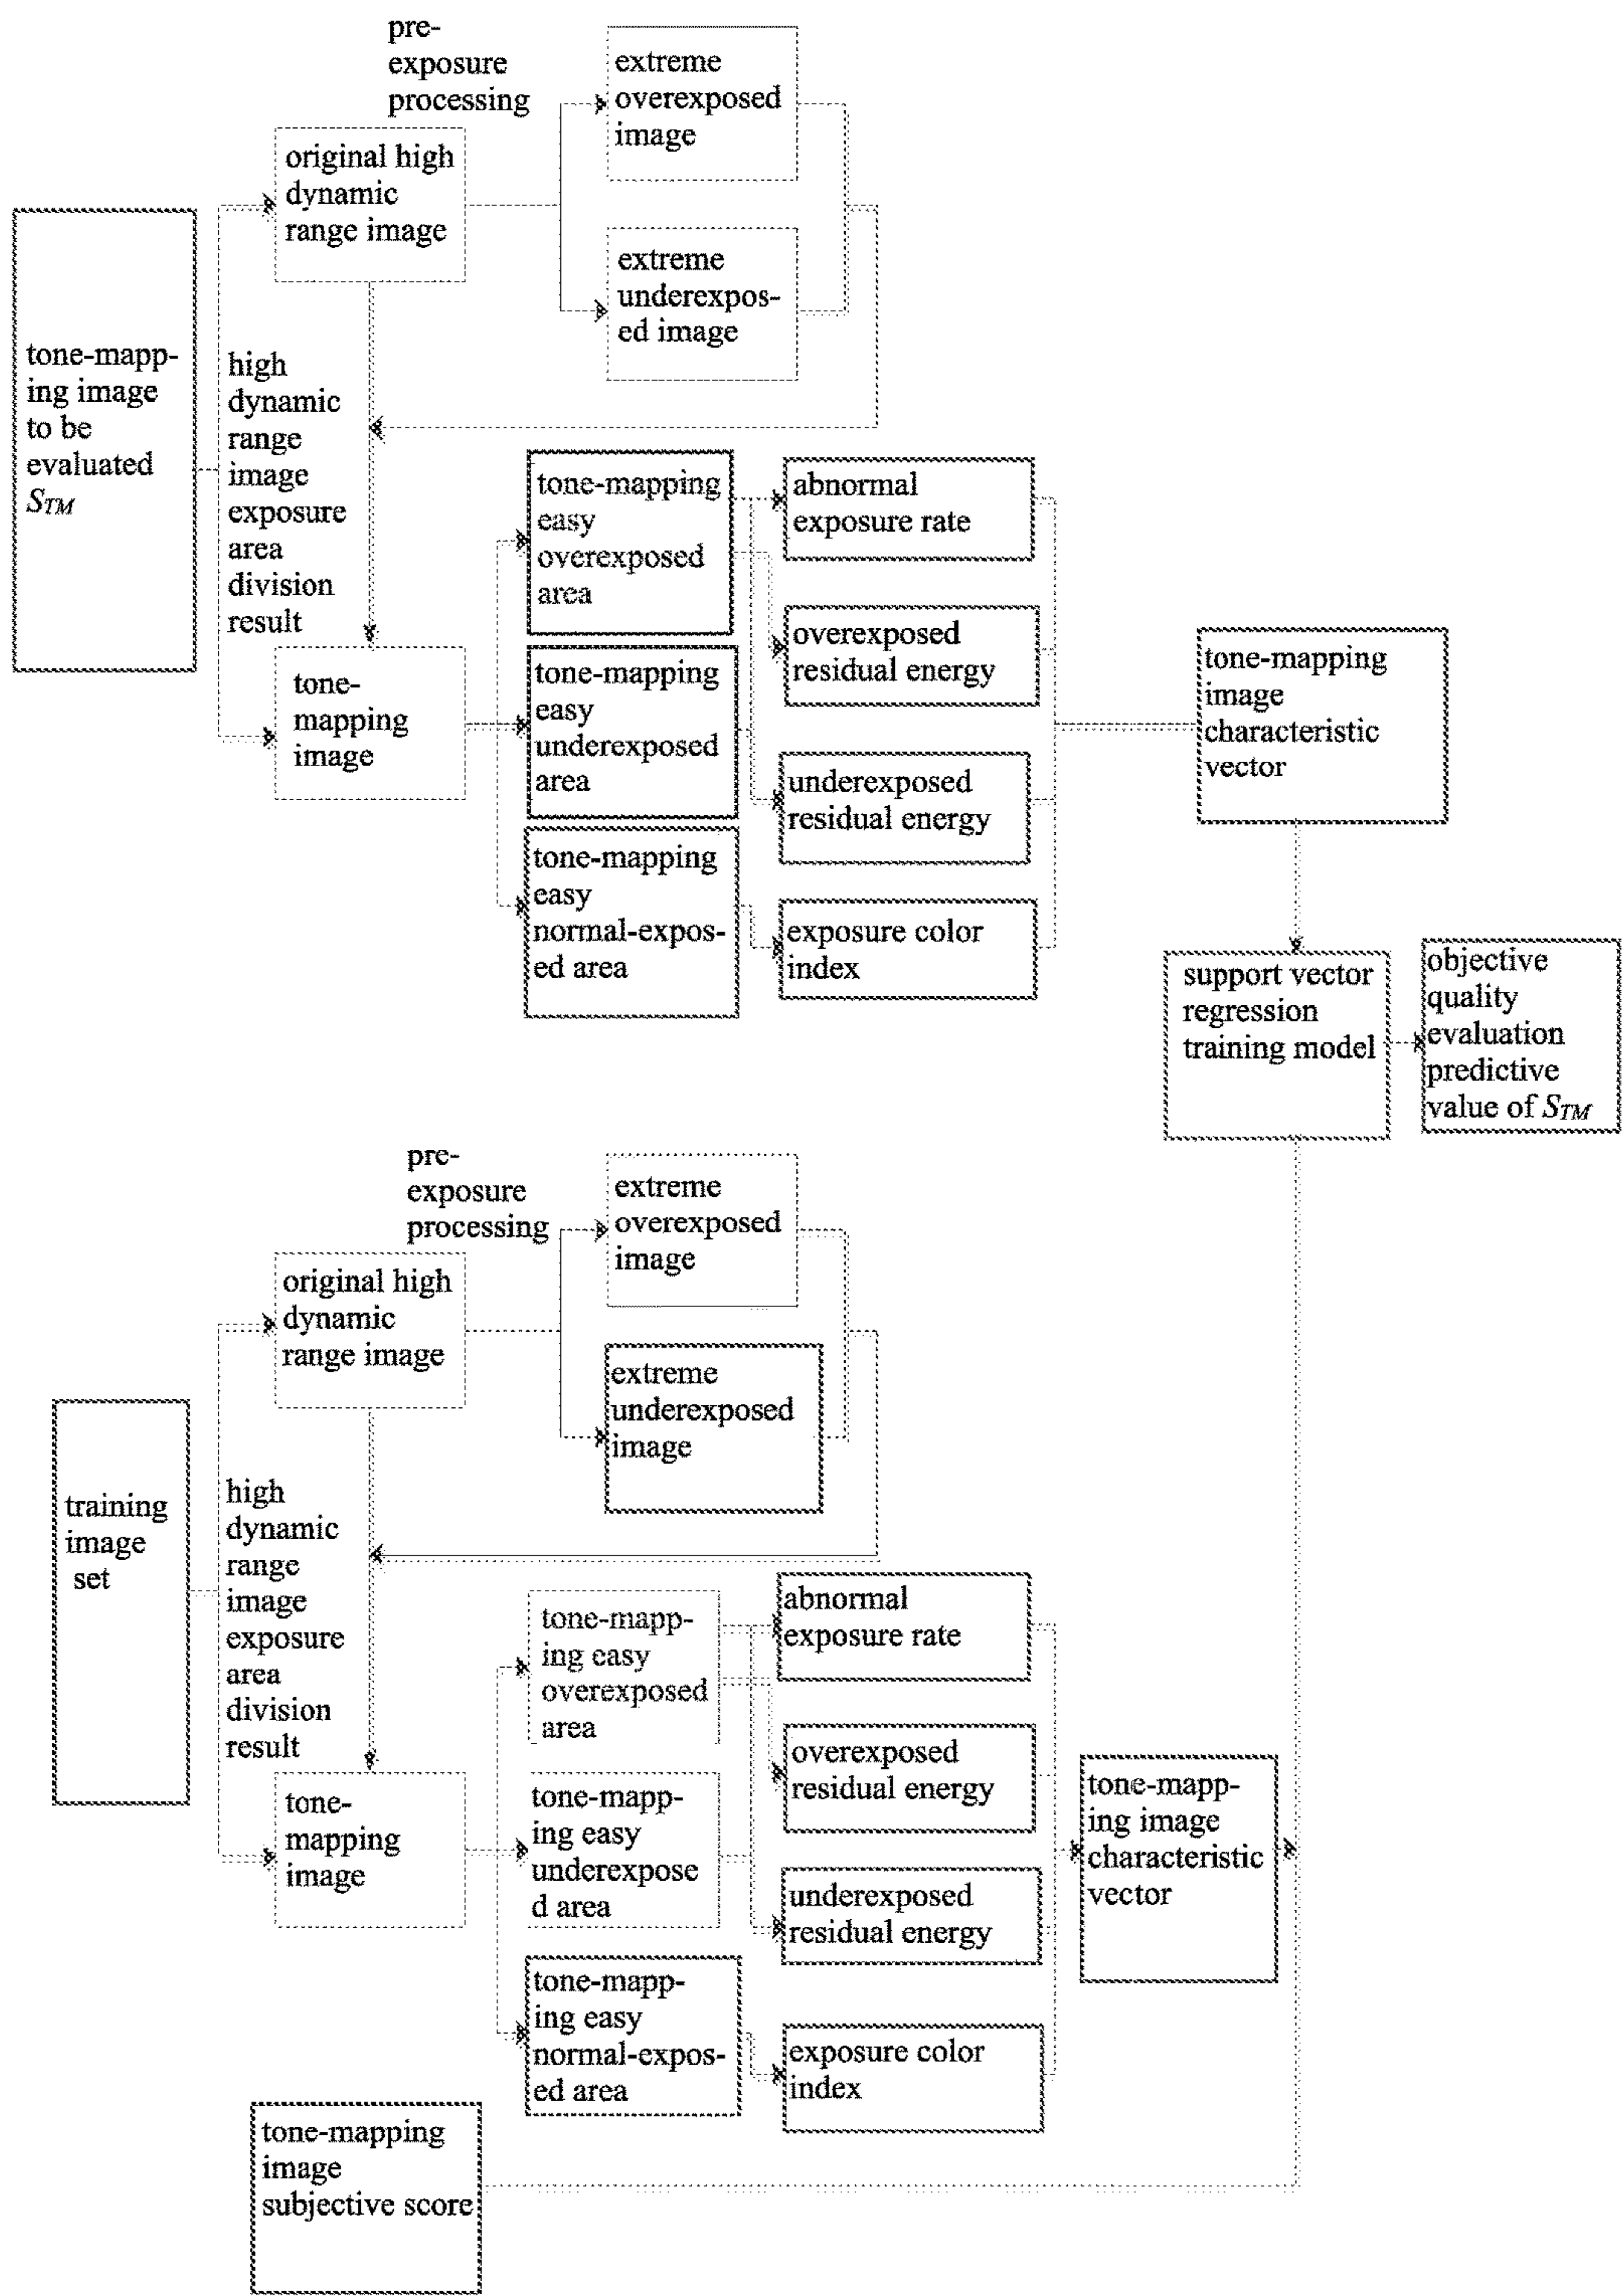 pre-
exposure
processing
extreme
overexposed
image
original high
dynamic
range image
extreme
underexpos-
ed image
tone-mapp-
ing image
to be
evaluated
STM
high
dynamic
range
image
exposure
area
division
result
tone-
mapping
image
tone-mapping
easy
overexposed
area
tone-mapping
easy
underexposed
area
tone-mapping
easy
normal-expos-
ed area
abnormal
exposure rate
overexposed
residual energy
underexposed
residual energy
exposure color
index
tone-mapping
image
characteristic
vector
support vector
regression
training model
objective
quality
evaluation
predictive
value of STM
pre-
exposure
processing
extreme
overexposed
image
original high
dynamic
range image
extreme
underexposed
image
training
image
set
high
dynamic
range
image
exposure
area
division
result
tone-
mapping
image
tone-mapp-
ing easy
overexposed
area
tone-mapp-
ing easy
underexpose
d area
tone-mapp-
ing easy
normal-expos-
ed area
abnormal
exposure rate
overexposed
residual energy
underexposed
residual energy
exposure color
index
tone-mapp-
ing image
characteristic
vector
tone-mapping
image
subjective score